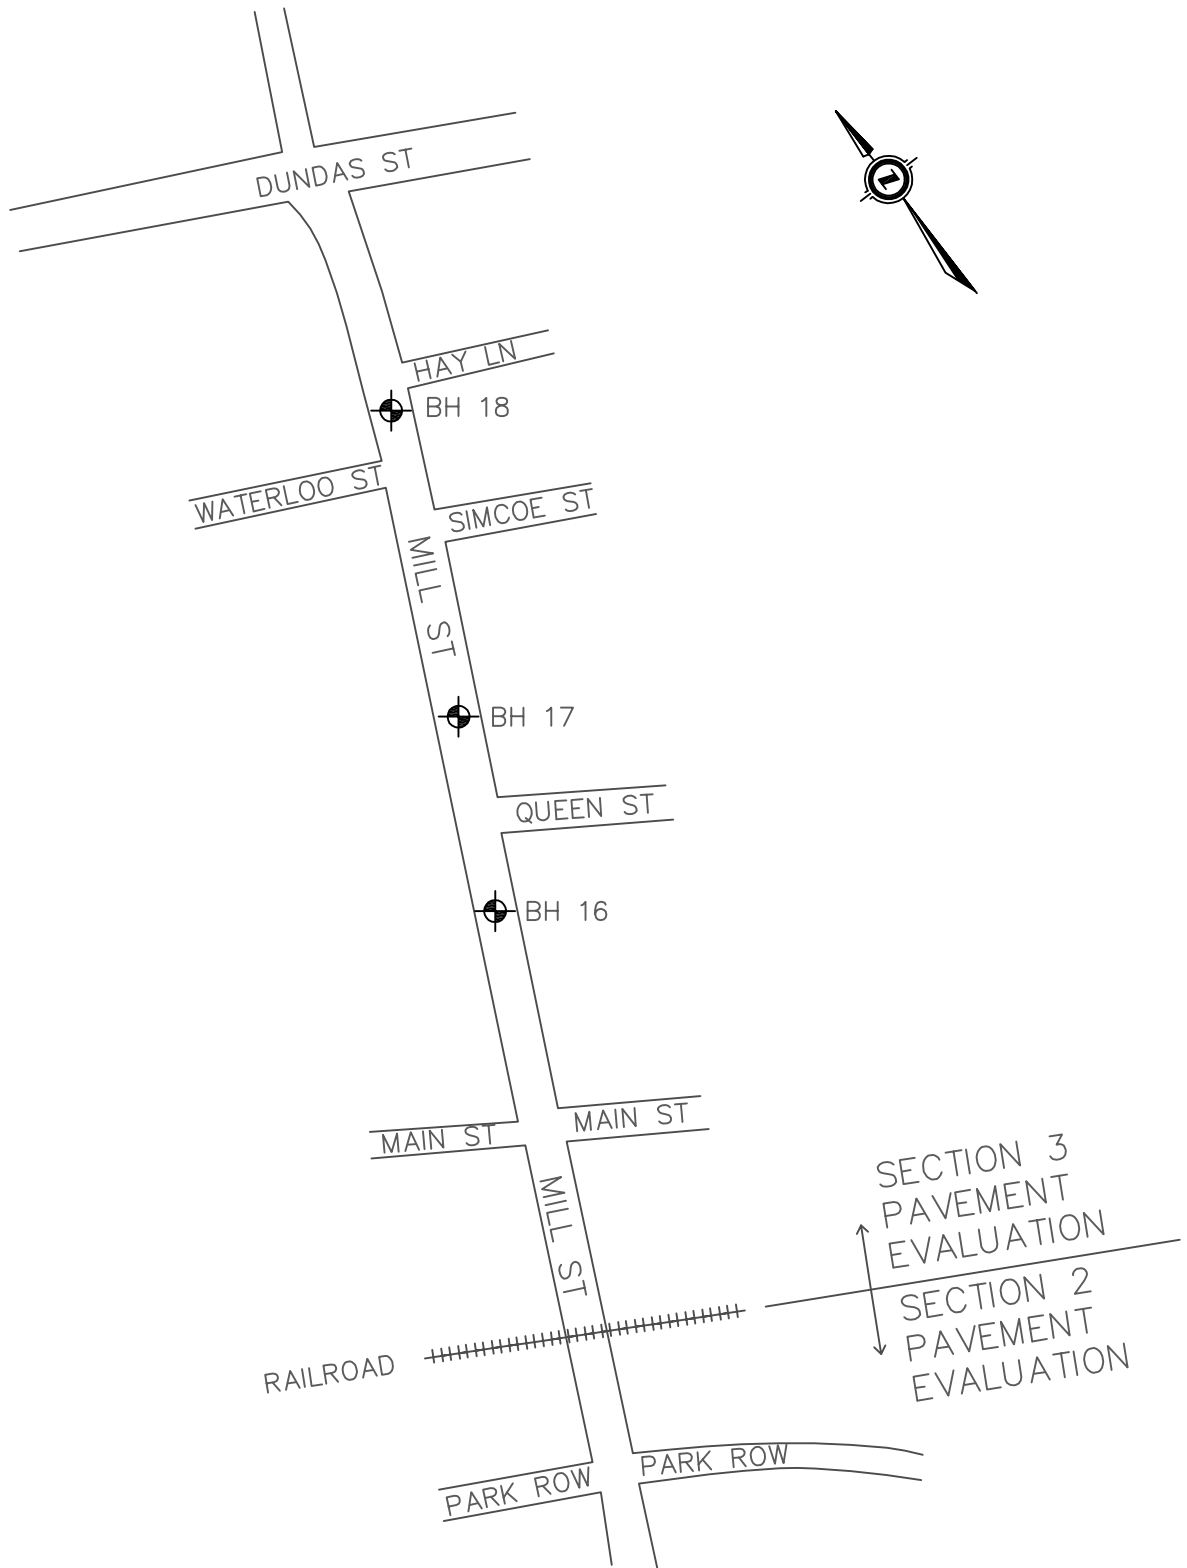 DUNDAS ST
HAY LN
BH 18
WATERLOO ST
SIMCOE ST
MILL ST
BH 17
QUEEN ST
BH 16
MAIN ST
MAIN ST
MILL ST
SECTION 3
PAVEMENT
EVALUATION
SECTION 2
PAVEMENT
EVALUATION
RAILROAD
PARK ROW
PARK ROW
N